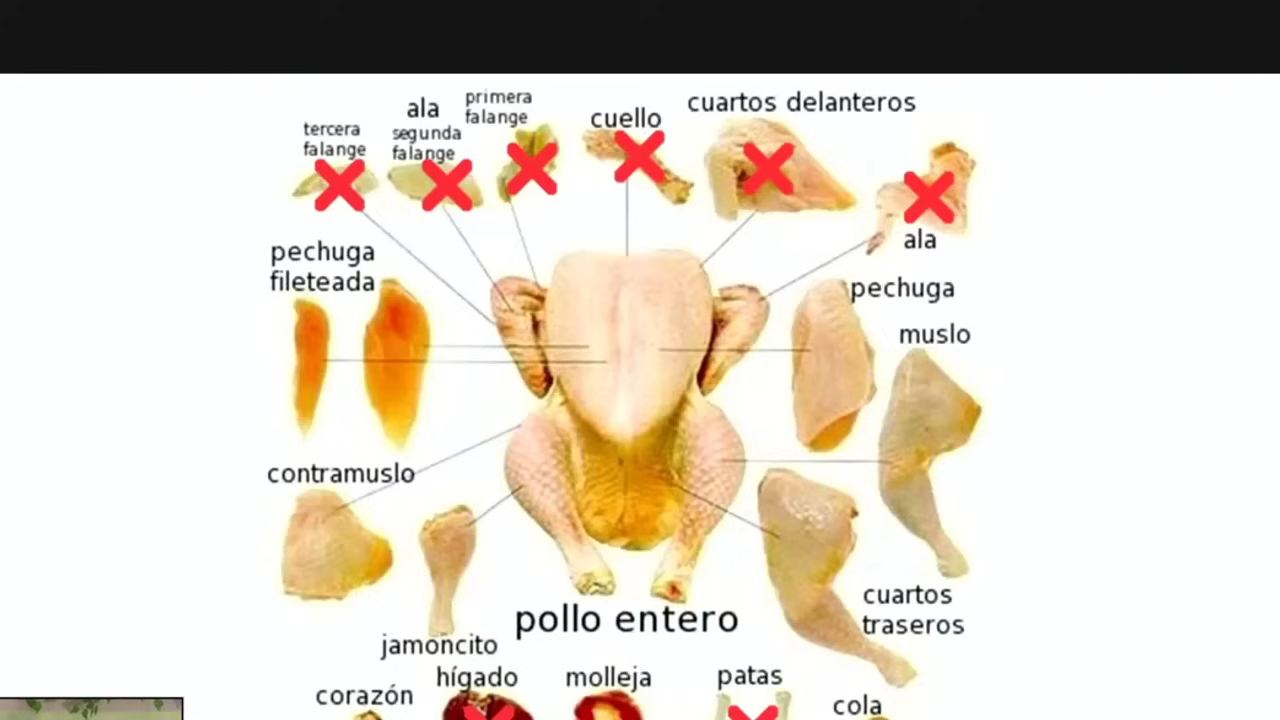 cuartos delanteros
primera
falange
ala
segunda
falange
cuello
tercera
falange
ala
pechuga
fileteada
pechuga
muslo
contramuslo
cuartos
traseros
pollo entero
jamoncito
hígado
molleja
patas
corazón
cola